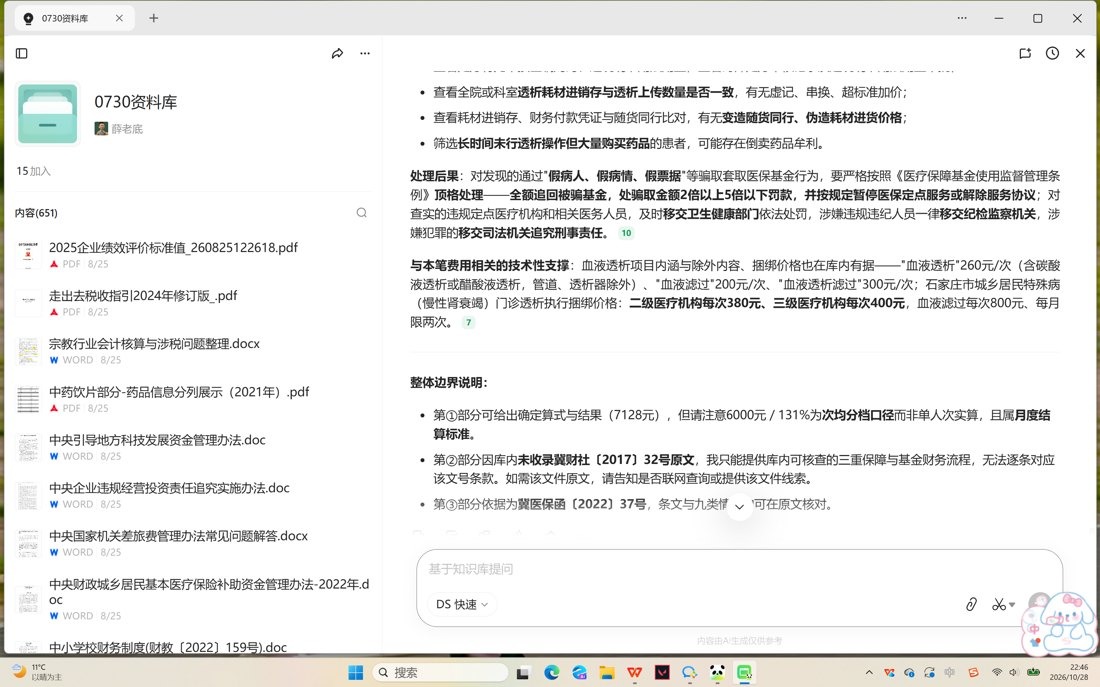 0730资料库
0730资料库
薛老底
15加入
内容(651)
2025企业绩效评价标准值_260825122618.pdf
PDF 8/25
走出去税收指引2024年修订版_.pdf
PDF 8/25
宗教行业会计核算与涉税问题整理.docx
WORD 8/25
中药饮片部分-药品信息分列展示（2021年）.pdf
PDF 8/25
中央引导地方科技发展资金管理办法.doc
WORD 8/25
中央企业违规经营投资责任追究实施办法.doc
WORD 8/25
中央国家机关差旅费管理办法常见问题解答.docx
WORD 8/25
中央财政城乡居民基本医疗保险补助资金管理办法-2022年.d
oc
WORD 8/25
中小学校财务制度(财教〔2022〕159号).doc
• 查看全院或科室透析耗材进销存与透析上传数量是否一致，有无虚记、串换、超标准加价；
• 查看耗材进销存、财务付款凭证与随货同行比对，有无变造随货同行、伪造耗材进货价格；
• 筛选长时间未行透析操作但大量购买药品的患者，可能存在倒卖药品牟利。
处理后果：对发现的通过"假病人、假病情、假票据"等骗取套取医保基金行为，要严格按照《医疗保障基金使用监督管理条
例》顶格处理——全额追回被骗基金，处骗取金额2倍以上5倍以下罚款，并按规定暂停医保定点服务或解除服务协议；对
查实的违规定点医疗机构和相关医务人员，及时移交卫生健康部门依法处罚，涉嫌违规违纪人员一律移交纪检监察机关，涉
嫌犯罪的移交司法机关追究刑事责任。 10
与本笔费用相关的技术性支撑：血液透析项目内涵与除外内容、捆绑价格也在库内有据——"血液透析"260元/次（含碳酸
液透析或醋酸液透析，管道、透析器除外）、"血液滤过"200元/次、"血液透析滤过"300元/次；石家庄市城乡居民特殊病
（慢性肾衰竭）门诊透析执行捆绑价格：二级医疗机构每次380元、三级医疗机构每次400元，血液滤过每次800元、每月
限两次。 7
整体边界说明：
• 第①部分可给出确定算式与结果（7128元），但请注意6000元 / 131%为次均分档口径而非单人次实算，且属月度结
算标准。
• 第②部分因库内未收录冀财社〔2017〕32号原文，我只能提供库内可核查的三重保障与基金财务流程，无法逐条对应
该文号条款。如需该文件原文，请告知是否联网查询或提供该文件线索。
• 第③部分依据为冀医保函〔2022〕37号，条文与九类情 可在原文核对。
基于知识库提问
DS 快速
内容由AI生成仅供参考
11°C
以晴为主
搜索
22:46
2026/10/28